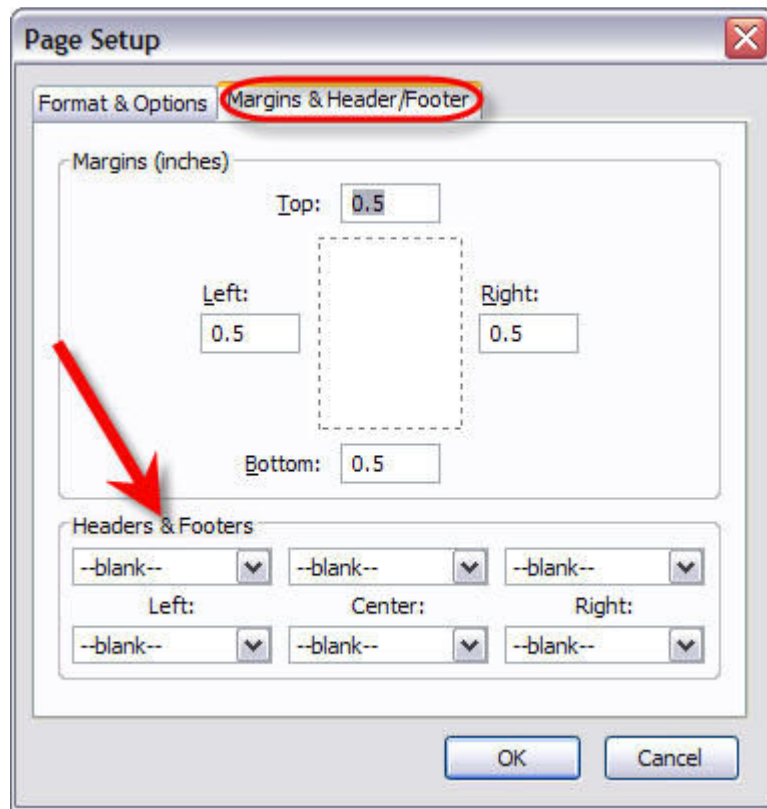 Page Setup
Format & Options Margins & Header/Footer
Margins (inches)
Top: 0.5
Left: Right:
0.5 0.5
Bottom: 0.5
Headers & Footers
--blank-- --blank-- --blank--
Left: Center: Right:
--blank-- --blank-- --blank--
OK Cancel